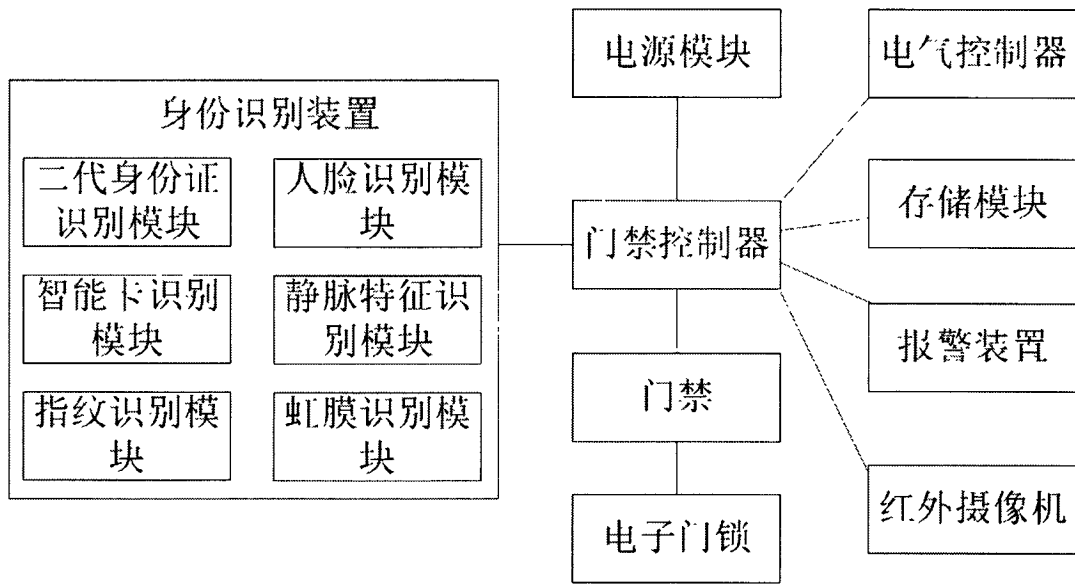 身份识别装置
二代身份证
识别模块
人脸识别模
块
智能卡识别
模块
静脉特征识
别模块
指纹识别模
块
虹膜识别模
块
电源模块
门禁控制器
门禁
电子门锁
电气控制器
存储模块
报警装置
红外摄像机